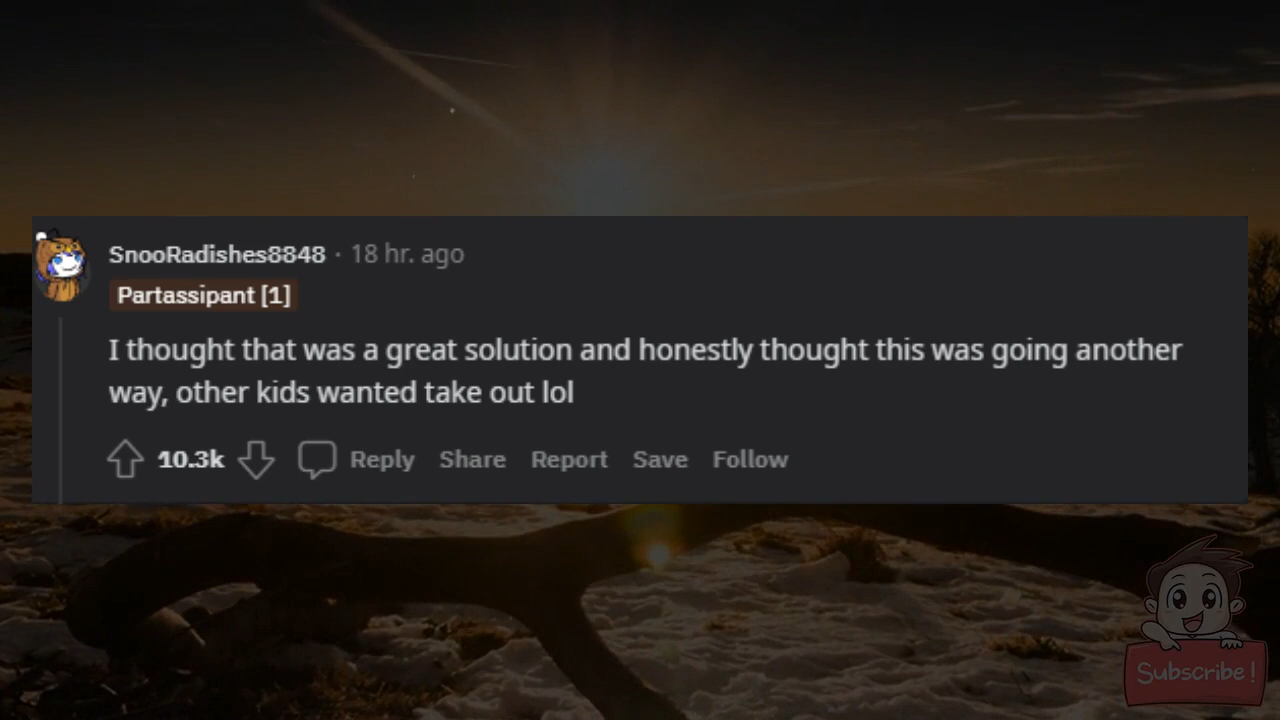 SnooRadishes8848 · 18 hr. ago
Partassipant [1]
I thought that was a great solution and honestly thought this was going another
way, other kids wanted take out lol
10.3k Reply Share Report Save Follow
Subscribe!